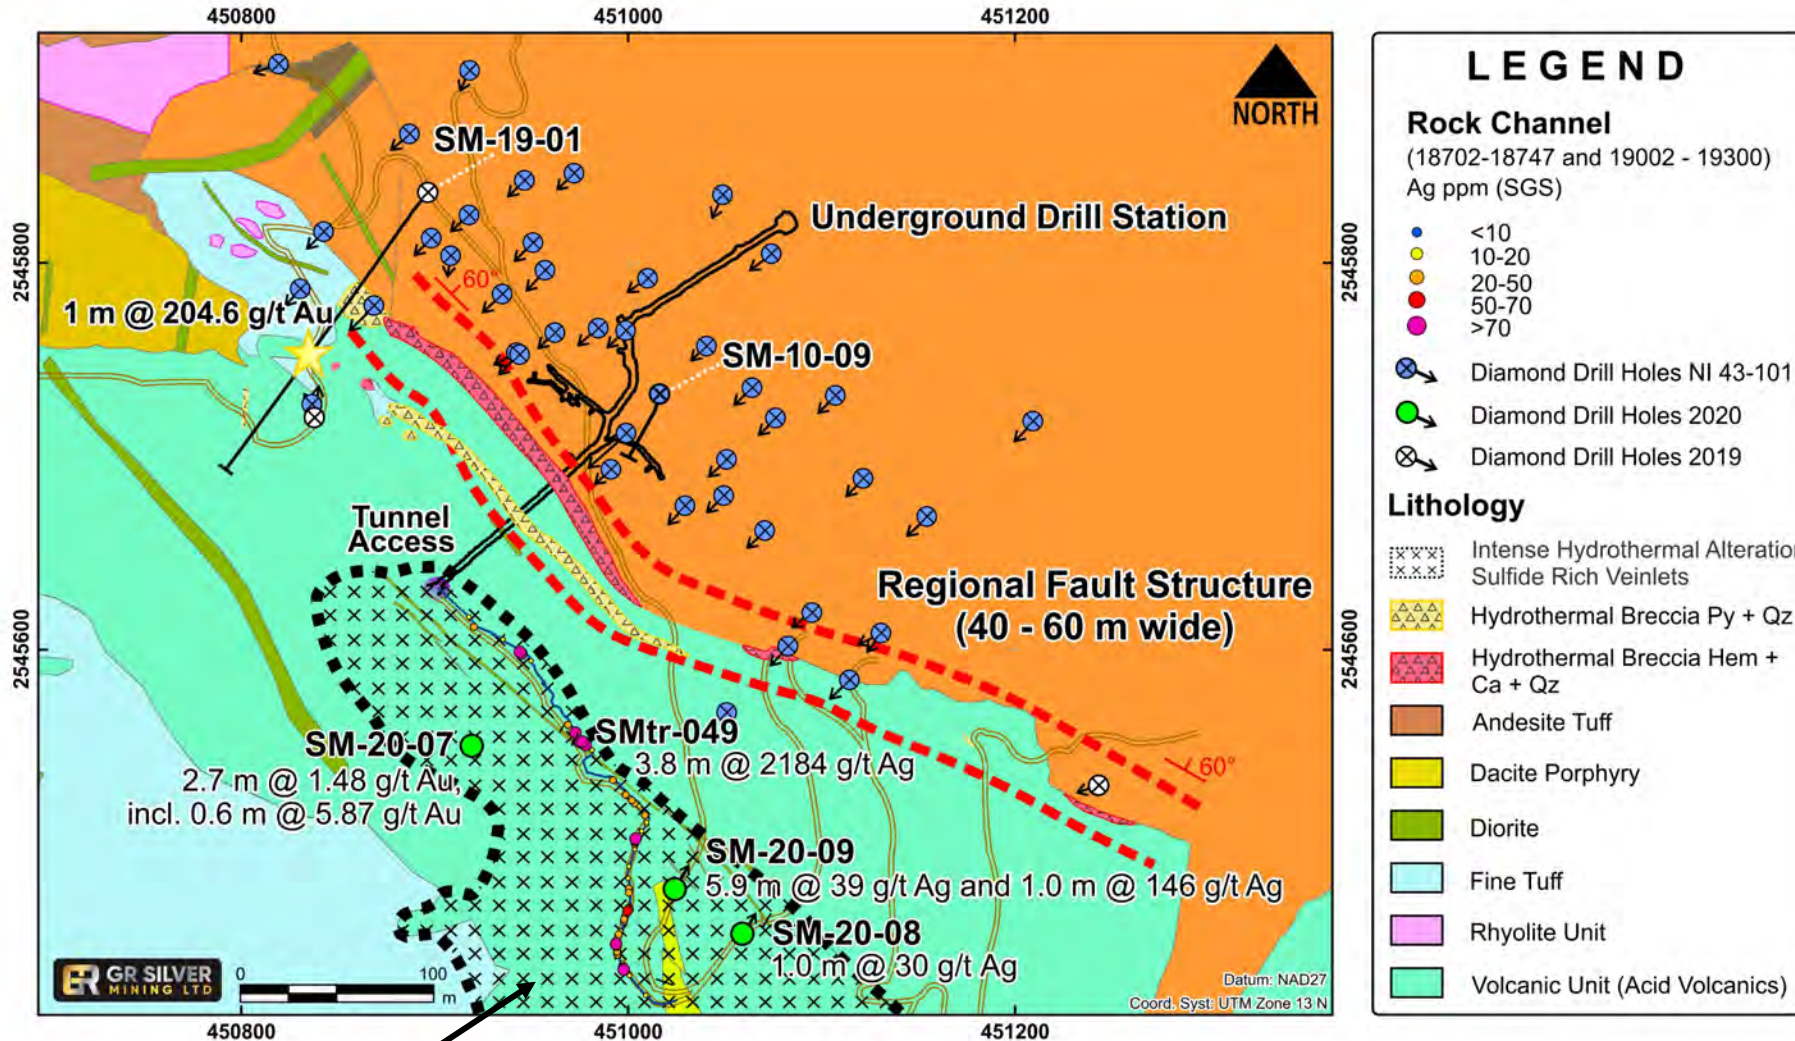 450800
451000
451200
2545800
2545600
2545800
2545600
450800
451000
451200
NORTH
SM-19-01
Underground Drill Station
60°
1 m @ 204.6 g/t Au
SM-10-09
Tunnel
Access
Regional Fault Structure
(40 - 60 m wide)
60°
SM-20-07
2.7 m @ 1.48 g/t Au,
incl. 0.6 m @ 5.87 g/t Au
SMtr-049
3.8 m @ 2184 g/t Ag
SM-20-09
5.9 m @ 39 g/t Ag and 1.0 m @ 146 g/t Ag
SM-20-08
1.0 m @ 30 g/t Ag
GR SILVER
MINING LTD
0 100
m
Datum: NAD27
Coord. Syst: UTM Zone 13 N
LEGEND
Rock Channel
(18702-18747 and 19002 - 19300)
Ag ppm (SGS)
<10
10-20
20-50
50-70
>70
Diamond Drill Holes NI 43-101
Diamond Drill Holes 2020
Diamond Drill Holes 2019
Lithology
Intense Hydrothermal Alteration
Sulfide Rich Veinlets
Hydrothermal Breccia Py + Qz
Hydrothermal Breccia Hem +
Ca + Qz
Andesite Tuff
Dacite Porphyry
Diorite
Fine Tuff
Rhyolite Unit
Volcanic Unit (Acid Volcanics)